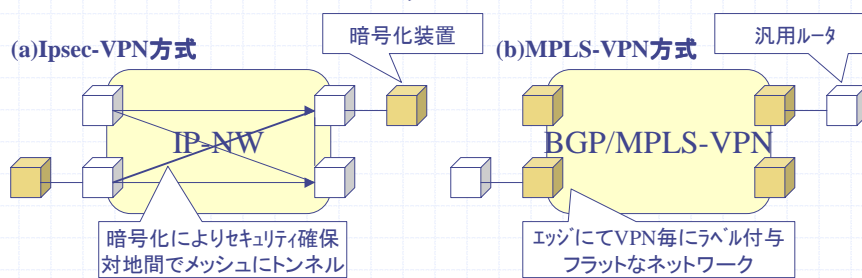 (a)Ipsec-VPN方式
暗号化装置
IP-NW
暗号化によりセキュリティ確保
対地間でメッシュにトンネル
(b)MPLS-VPN方式
汎用ルータ
BGP/MPLS-VPN
エッジにてVPN毎にラベル付与
フラットなネットワーク